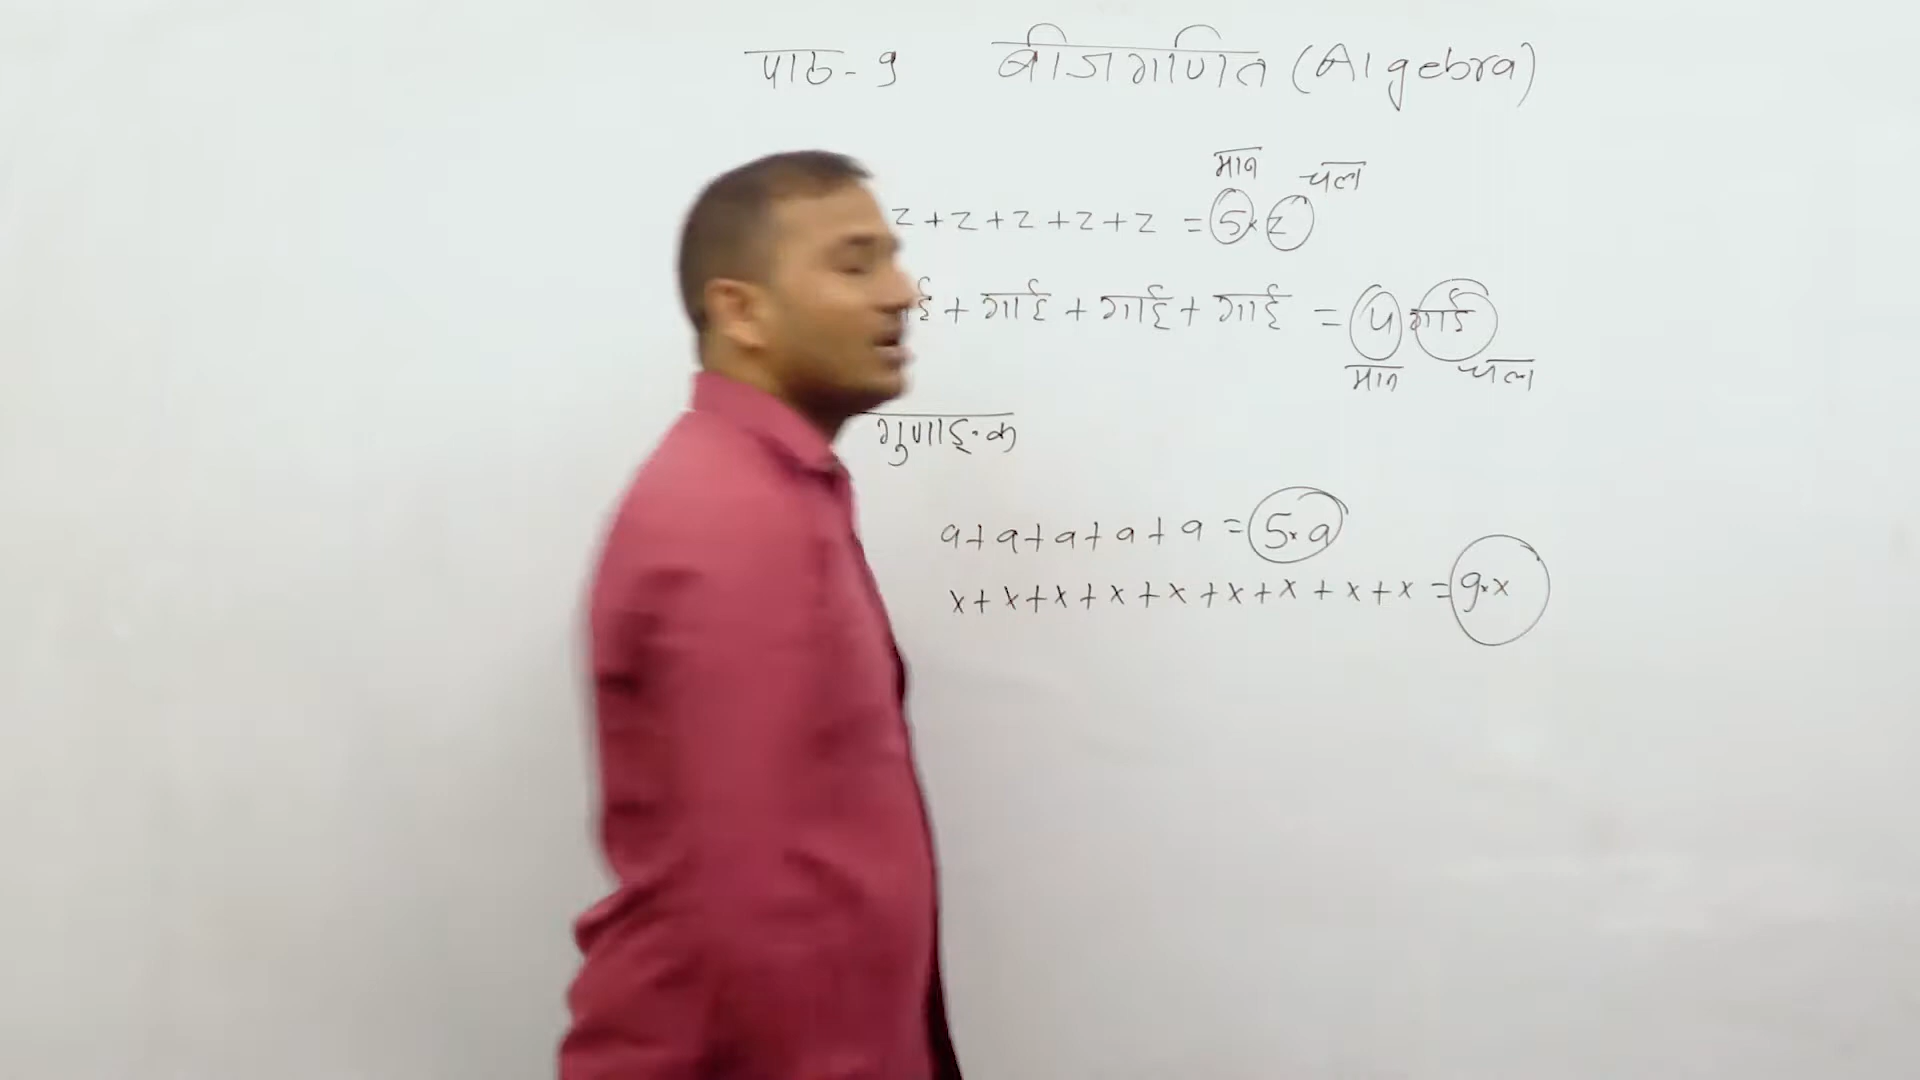 पाठ - 9 बीजगणित (Algebra)
मान चल
z + z + z + z + z = 5 × z
ई + गाई + गाई + गाई = 4 गाई
मान चल
गुणाङ्क
a + a + a + a + a = 5 × a
x + x + x + x + x + x + x + x + x = 9 × x